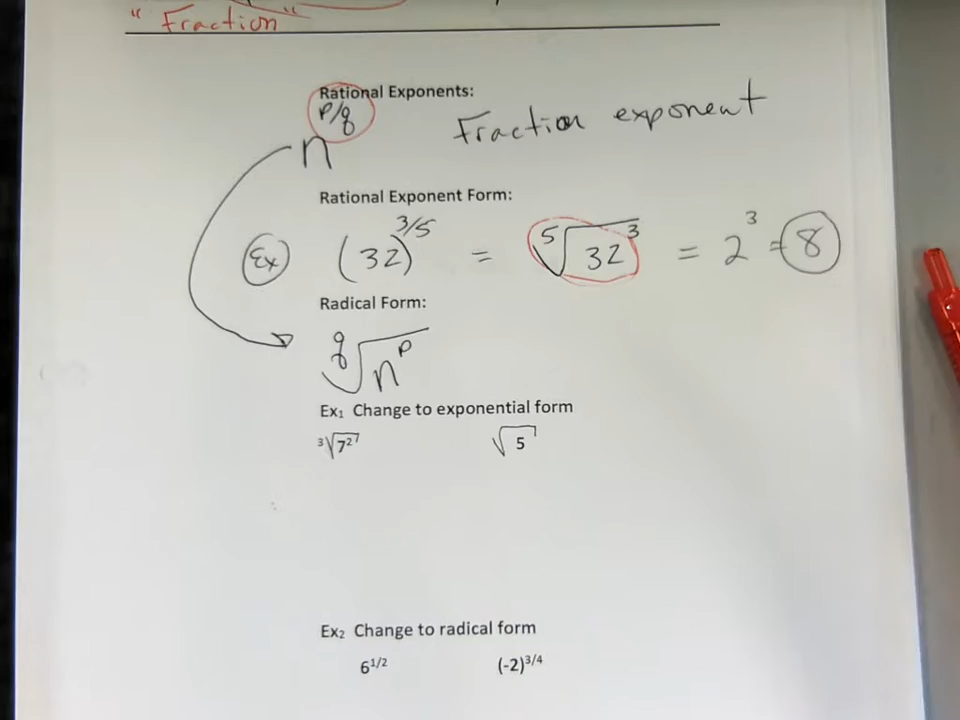 "Fraction"
Rational Exponents:
n^{p/q} Fraction exponent
Rational Exponent Form:
Ex (32)^{3/5} = ⁵√32³ = 2³ = 8
Radical Form:
q√n^p
Ex₁ Change to exponential form
³√7² √5
Ex₂ Change to radical form
6^{1/2} (-2)^{3/4}